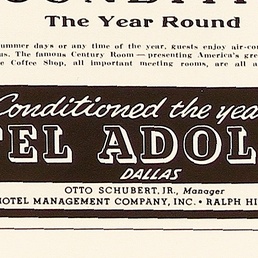 The Year Round
ummer days or any time of the year, guests enjoy air-con
us. The famous Century Room—presenting America's gre
e Coffee Shop, all important meeting rooms, are all a
Conditioned the yea
TEL ADOL
DALLAS
OTTO SCHUBERT, JR., Manager
HOTEL MANAGEMENT COMPANY, INC. • RALPH HI